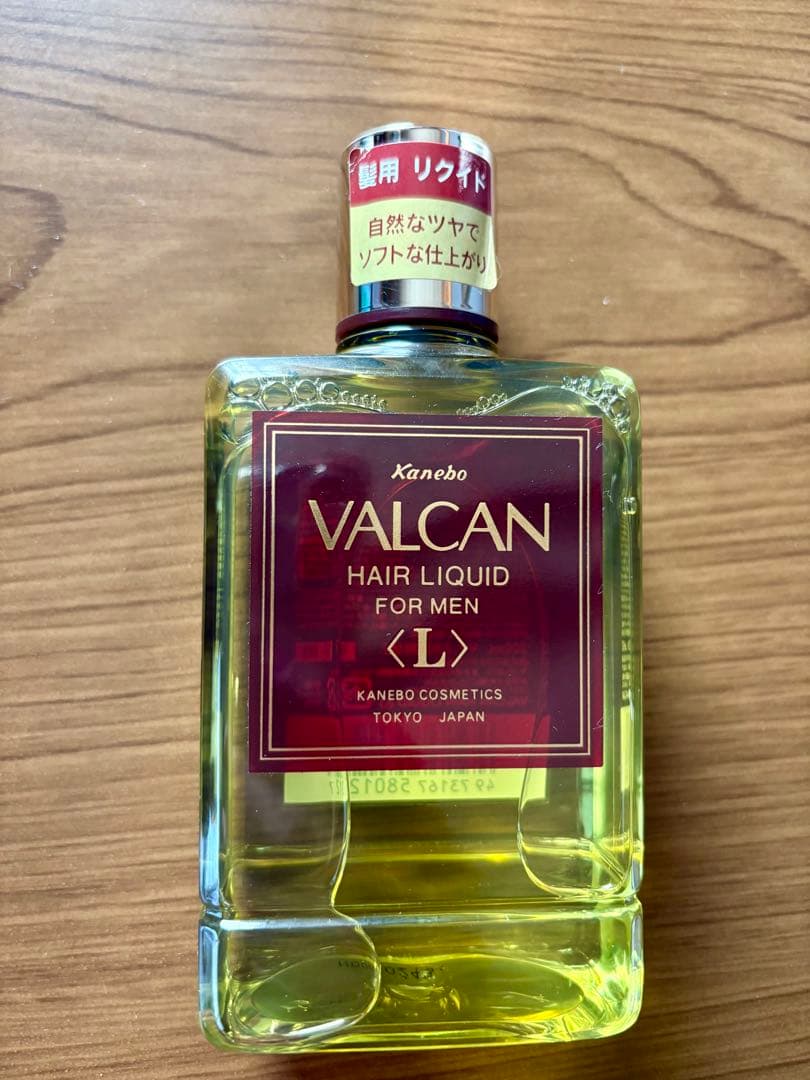 髪用 リクイド
自然なツヤで
ソフトな仕上がり
Kanebo
VALCAN
HAIR LIQUID
FOR MEN
〈L〉
KANEBO COSMETICS
TOKYO JAPAN